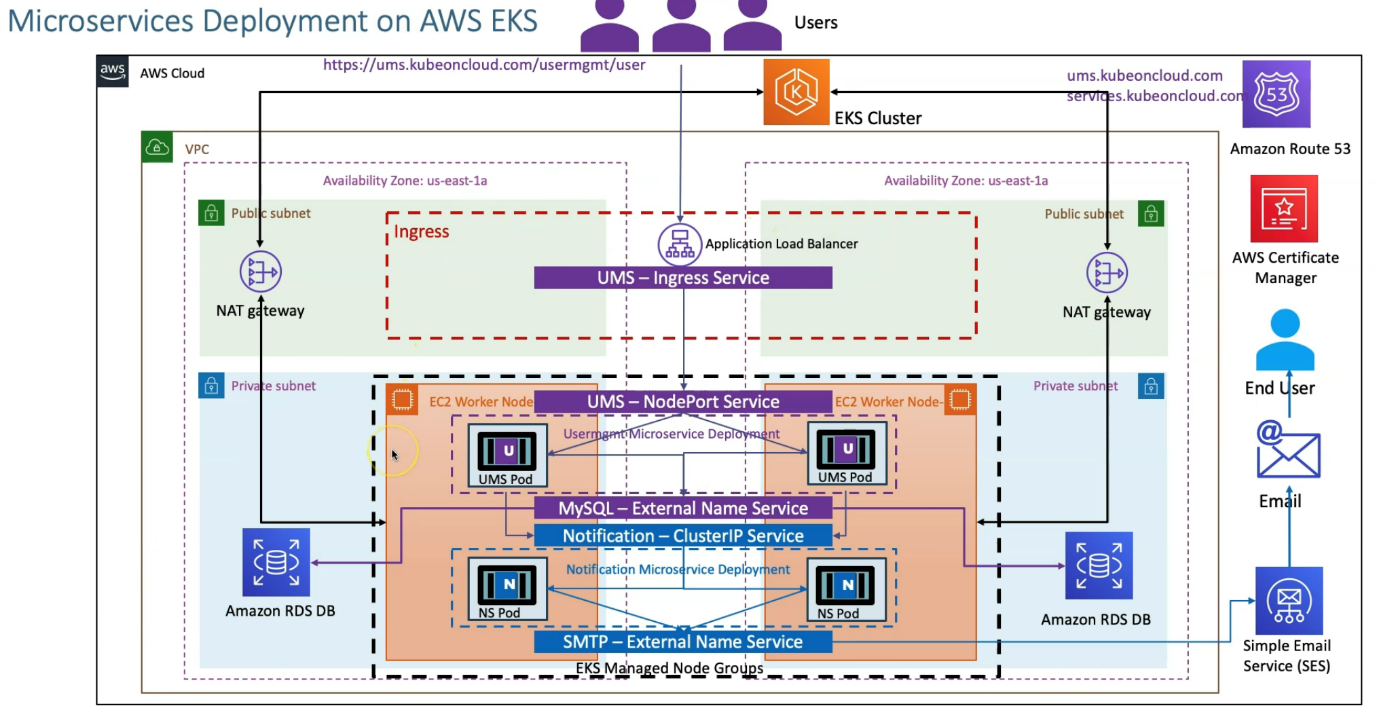 Microservices Deployment on AWS EKS
Users
aws
AWS Cloud
https://ums.kubeoncloud.com/usermgmt/user
K
EKS Cluster
ums.kubeoncloud.com
services.kubeoncloud.com
53
Amazon Route 53
VPC
Availability Zone: us-east-1a
Availability Zone: us-east-1a
Public subnet
Public subnet
Ingress
Application Load Balancer
UMS – Ingress Service
NAT gateway
NAT gateway
AWS Certificate
Manager
Private subnet
Private subnet
End User
EC2 Worker Node
UMS – NodePort Service
EC2 Worker Node-
Usermgmt Microservice Deployment
U
UMS Pod
U
UMS Pod
@
Email
MySQL – External Name Service
Notification – ClusterIP Service
Notification Microservice Deployment
N
NS Pod
N
NS Pod
Amazon RDS DB
Amazon RDS DB
SMTP – External Name Service
EKS Managed Node Groups
Simple Email
Service (SES)